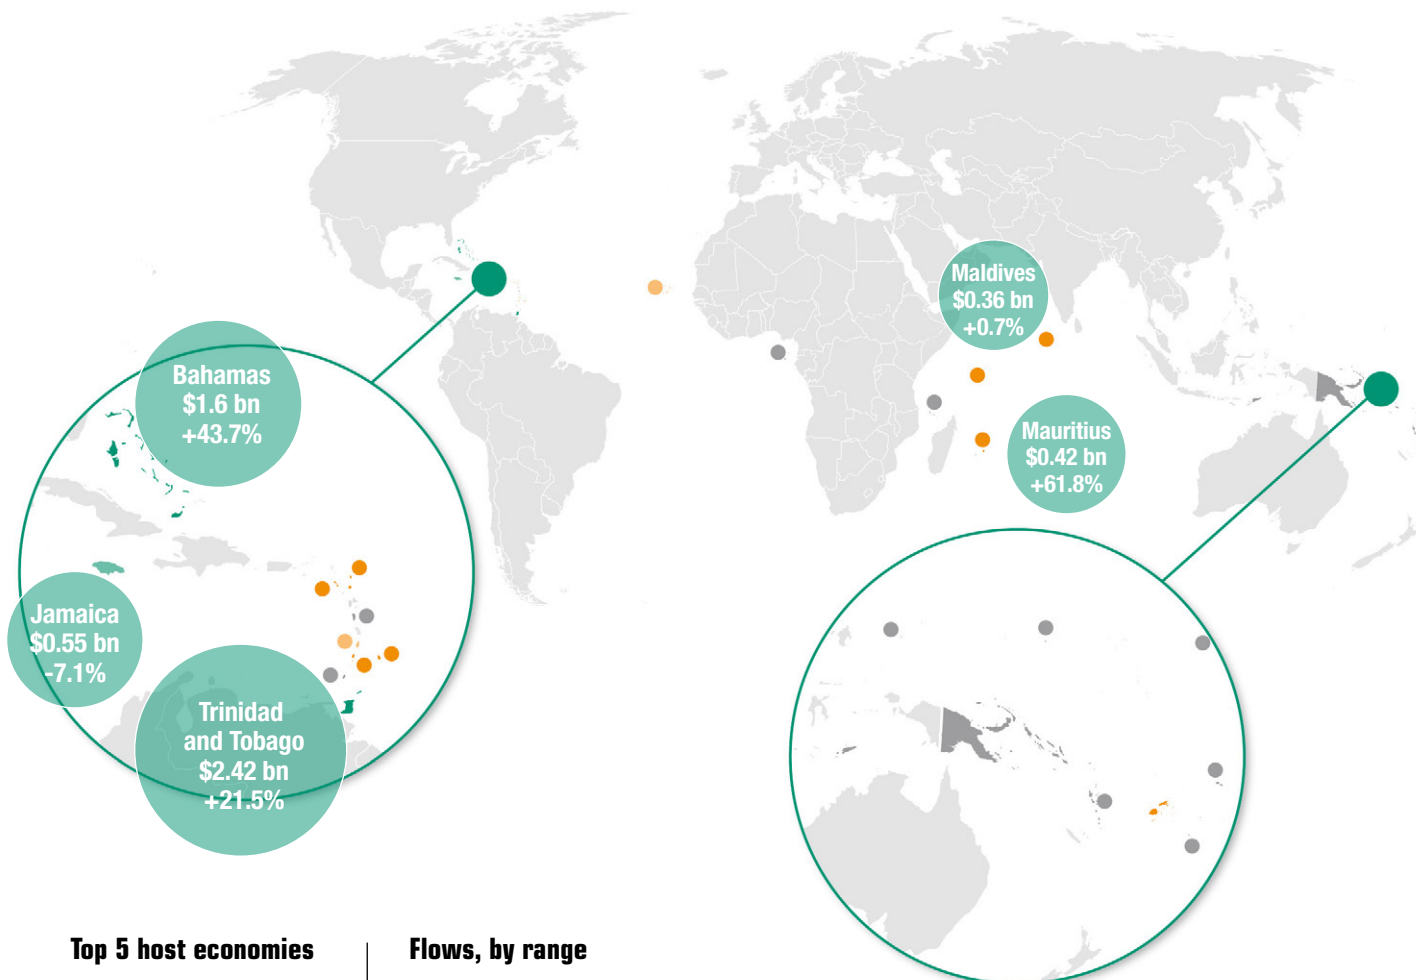 Maldives
$0.36 bn
+0.7%
Bahamas
$1.6 bn
+43.7%
Mauritius
$0.42 bn
+61.8%
Jamaica
$0.55 bn
-7.1%
Trinidad
and Tobago
$2.42 bn
+21.5%
Top 5 host economies
Flows, by range